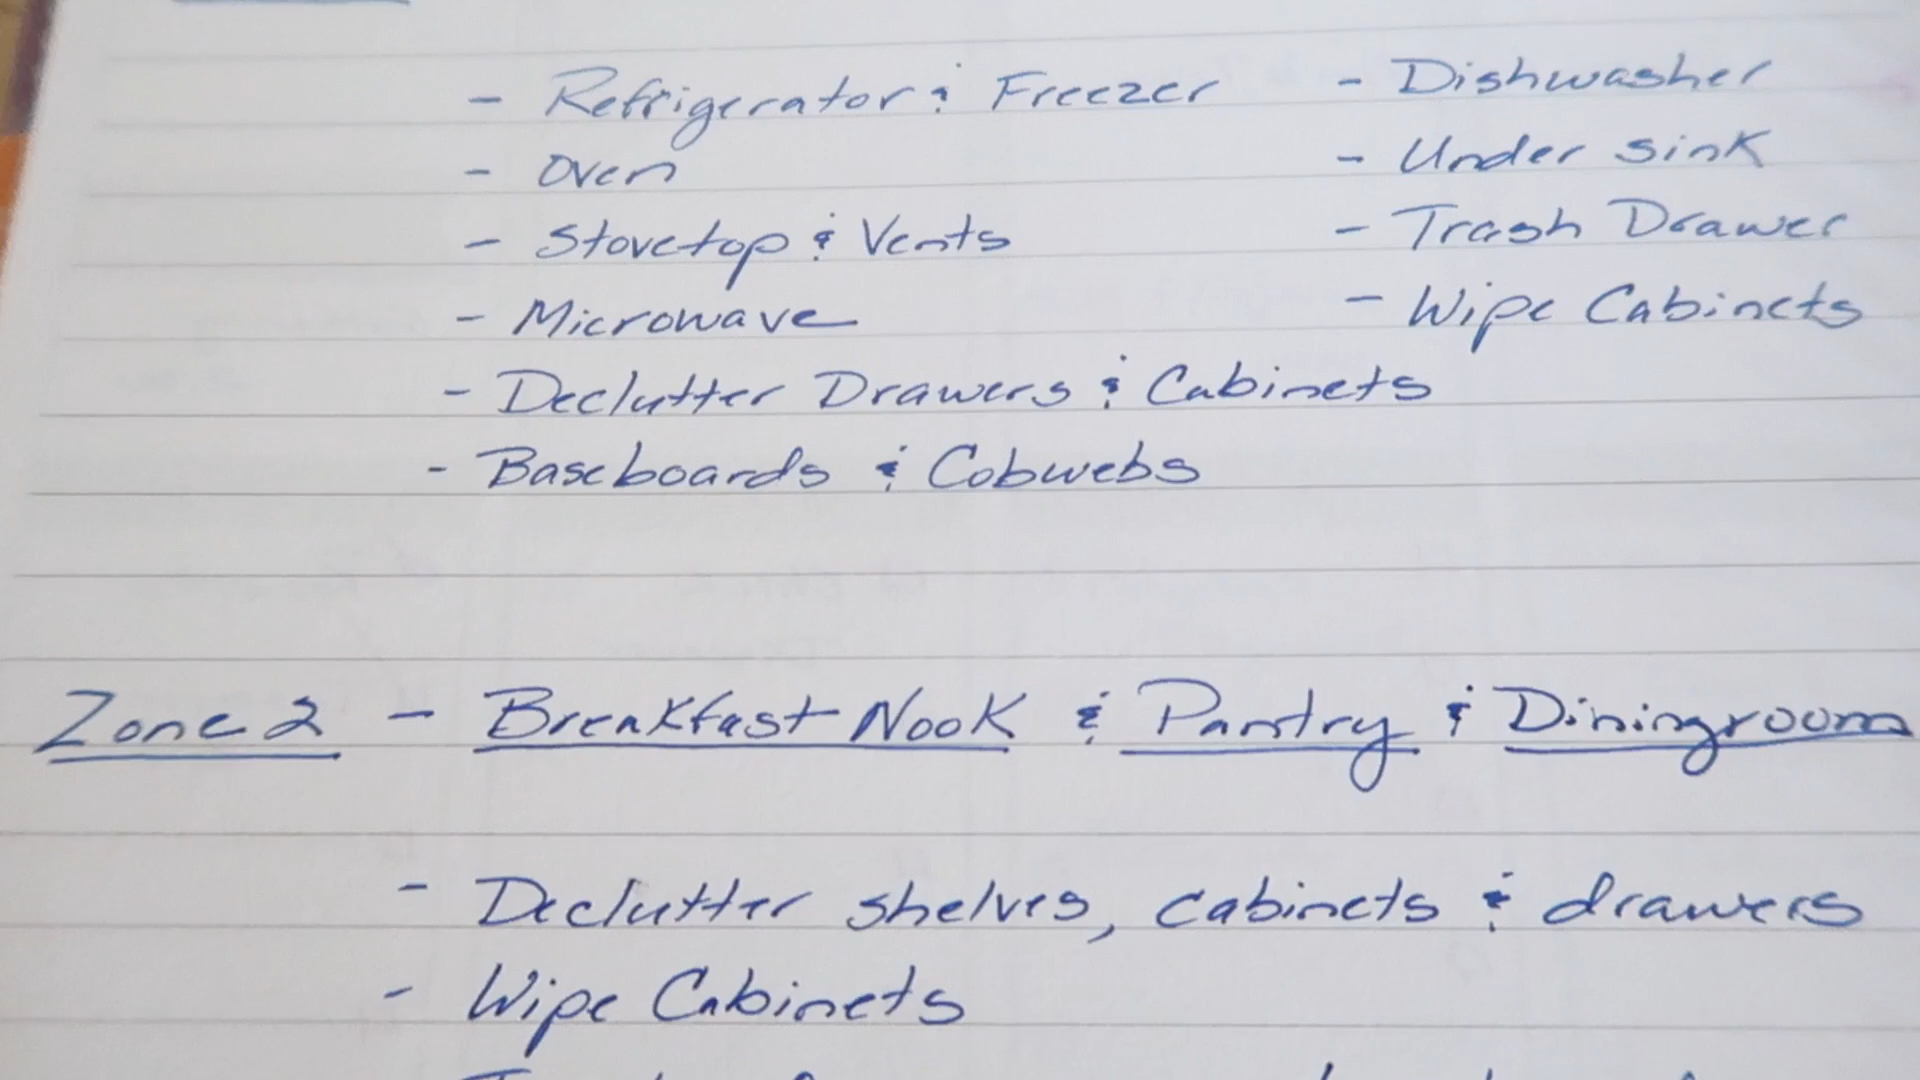 - Refrigerator & Freezer
- Oven
- Stovetop & Vents
- Microwave
- Declutter Drawers & Cabinets
- Baseboards & Cobwebs
- Dishwasher
- Under sink
- Trash Drawer
- Wipe Cabinets
Zone 2 - Breakfast Nook & Pantry & Diningroom
- Declutter shelves, cabinets & drawers
- Wipe Cabinets